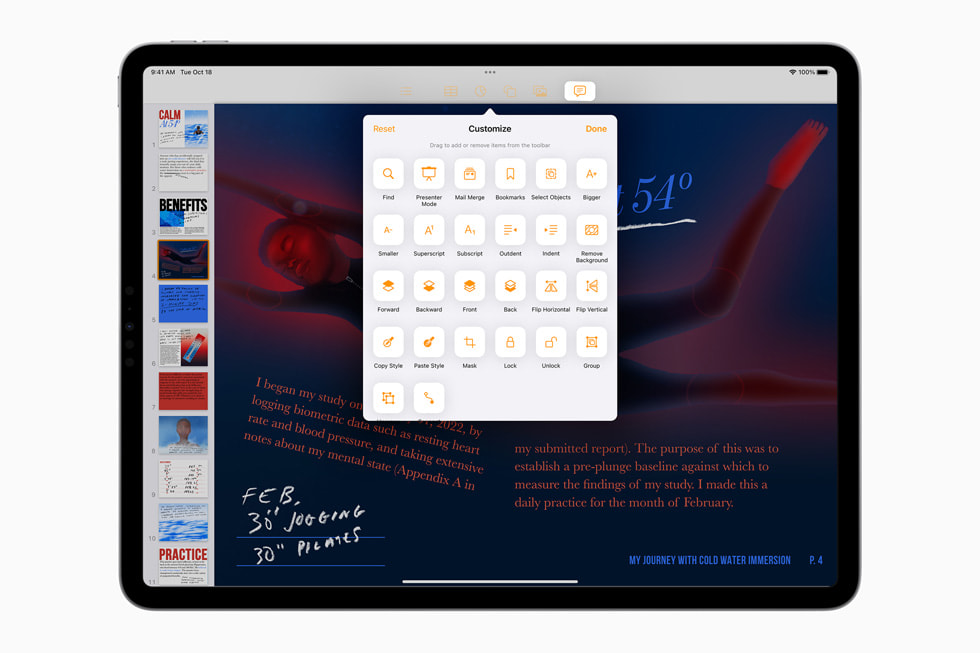 9:41 AM Tue Oct 18
100%
Reset
Customize
Done
Drag to add or remove items from the toolbar
Find
Presenter Mode
Mail Merge
Bookmarks
Select Objects
Bigger
Smaller
Superscript
Subscript
Outdent
Indent
Remove Background
Forward
Backward
Front
Back
Flip Horizontal
Flip Vertical
Copy Style
Paste Style
Mask
Lock
Unlock
Group
CALM
At 54°
1
2
BENEFITS
3
4
5
6
7
8
9
10
PRACTICE
11
54º
I began my study on
2022, by
logging biometric data such as resting heart
rate and blood pressure, and taking extensive
notes about my mental state (Appendix A in
my submitted report). The purpose of this was to
establish a pre-plunge baseline against which to
measure the findings of my study. I made this a
daily practice for the month of February.
FEB.
30" JOGGING
30" PILATES
MY JOURNEY WITH COLD WATER IMMERSION P. 4